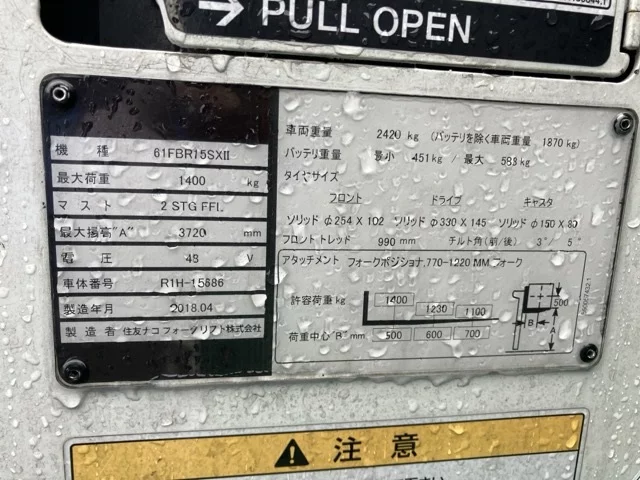 → PULL OPEN
機種 61FBR15SXⅡ
最大荷重 1400 kg
マスト 2 STG FFL
最大揚高"A" 3720 mm
電圧 48 V
車体番号 R1H-15886
製造年月 2018.04
製造者 住友ナコフォークリフト株式会社
車両重量 2420 kg (バッテリを除く車両重量 1870 kg)
バッテリ重量 最小 451 kg / 最大 583 kg
タイヤサイズ
フロント ドライブ キャスタ
ソリッド φ254 X 102 ソリッド φ330 X 145 ソリッド φ150 X 80
フロントトレッド 990 mm チルト角(前/後) 3° 5°
アタッチメント フォークポジショナ,770-1220 MM フォーク
許容荷重 kg 1400 1230 1100
荷重中心"B" mm 500 600 700
500
B
A
⚠ 注意